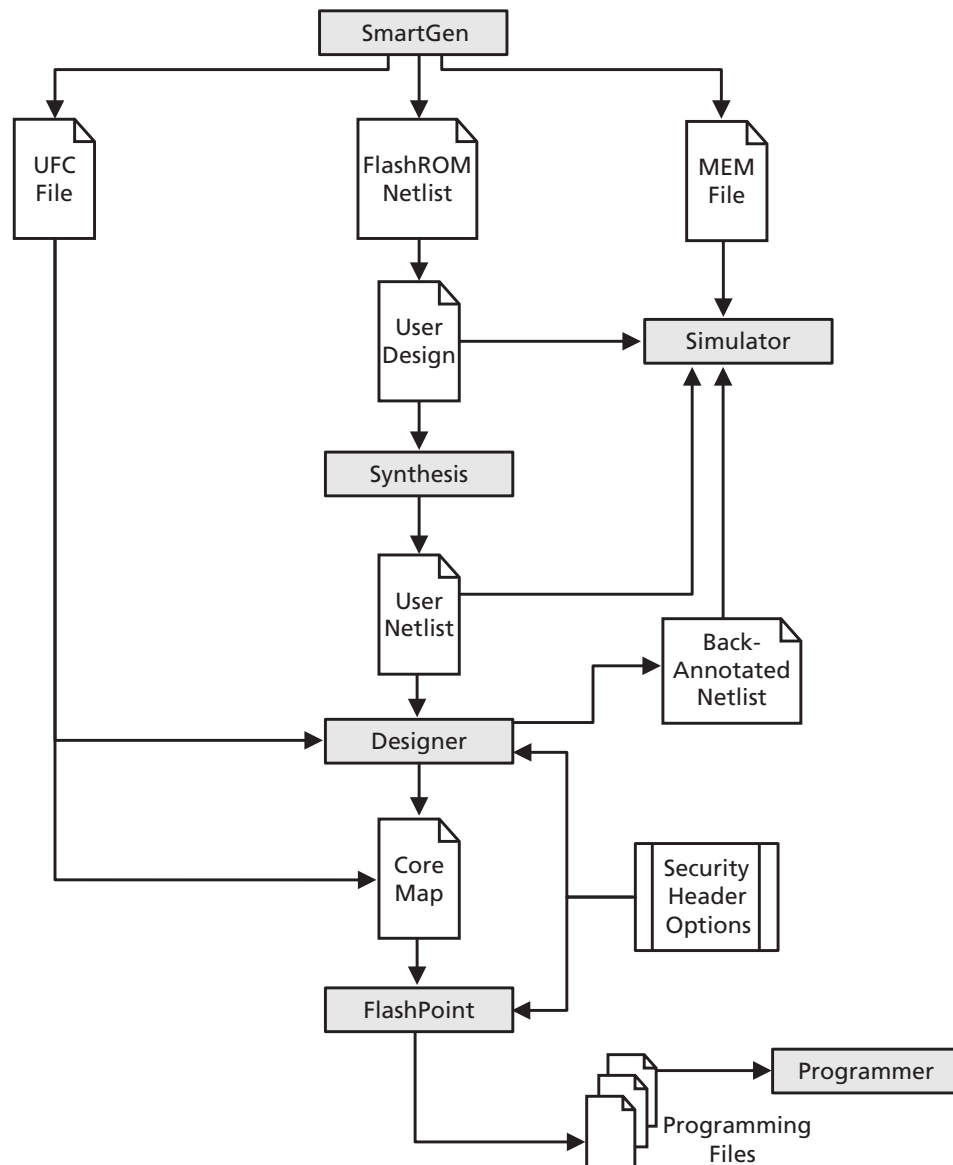 SmartGen
UFC
File
FlashROM
Netlist
MEM
File
User
Design
Simulator
Synthesis
User
Netlist
Back-
Annotated
Netlist
Designer
Core
Map
Security
Header
Options
FlashPoint
Programmer
Programming
Files